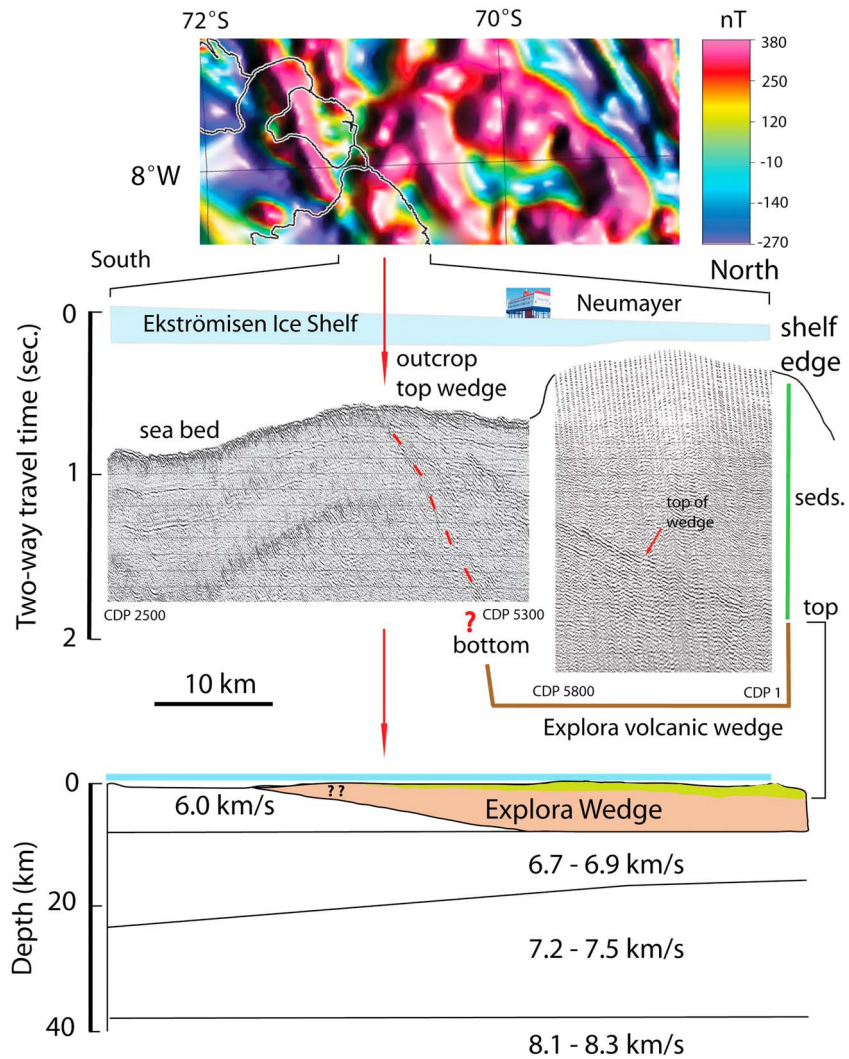 72°S
70°S
nT
380
250
120
-10
-140
-270
8°W
South
North
0
Ekströmisen Ice Shelf
Neumayer
shelf
edge
outcrop
top wedge
sea bed
Two-way travel time (sec.)
1
top of
wedge
seds.
CDP 2500
CDP 5300
top
2
?
bottom
CDP 5800
CDP 1
10 km
Explora volcanic wedge
0
6.0 km/s
??
Explora Wedge
Depth (km)
6.7 - 6.9 km/s
20
7.2 - 7.5 km/s
40
8.1 - 8.3 km/s